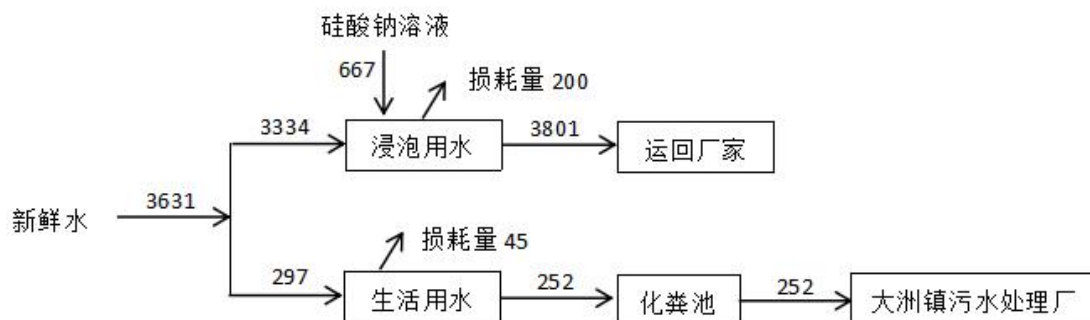 硅酸钠溶液
667
损耗量 200
3334
浸泡用水
3801
运回厂家
新鲜水
3631
损耗量 45
297
生活用水
252
化粪池
252
大洲镇污水处理厂